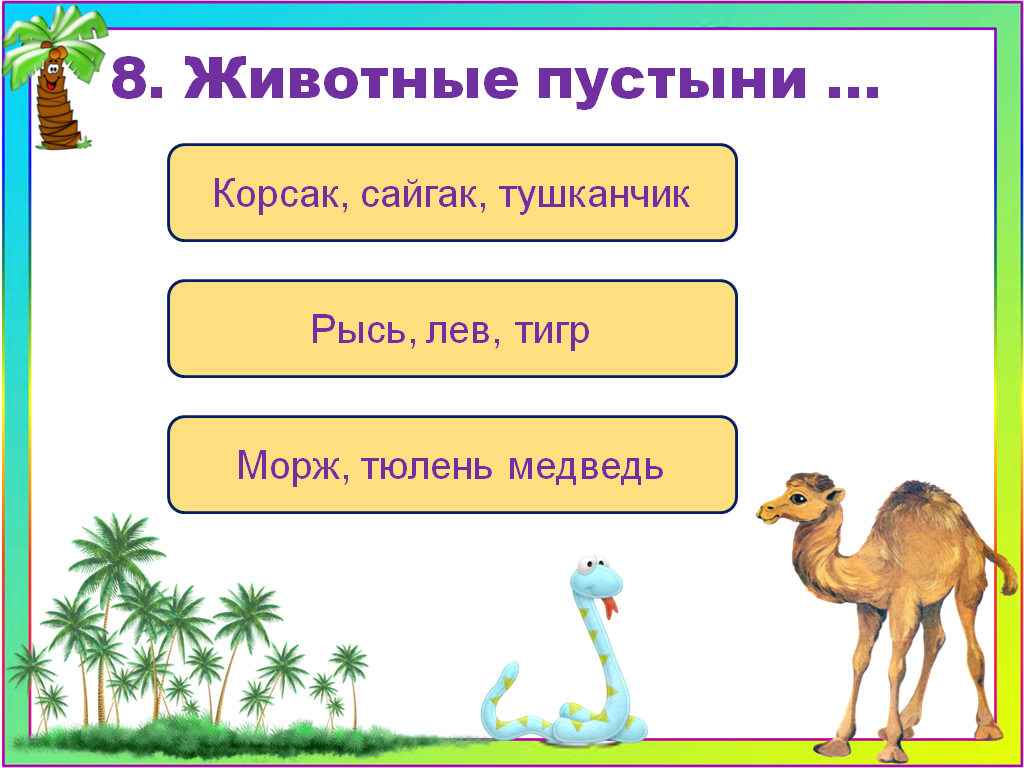 8. Животные пустыни ...
Корсак, сайгак, тушканчик
Рысь, лев, тигр
Морж, тюлень медведь